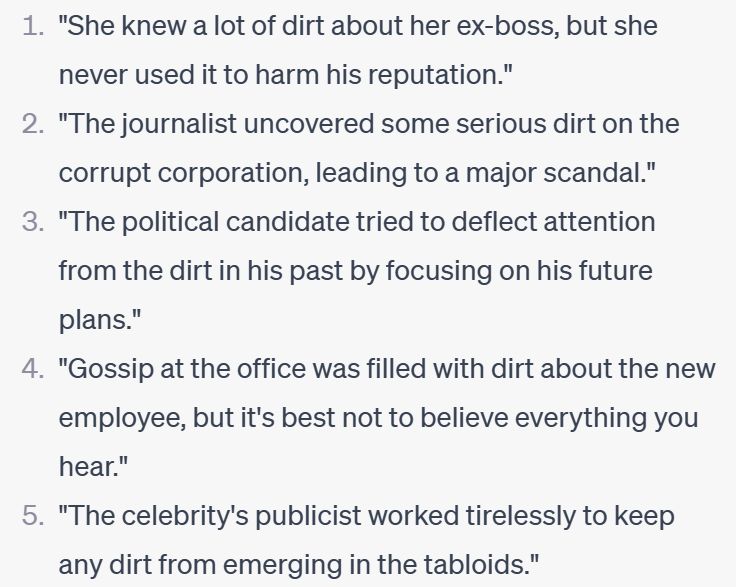 1. "She knew a lot of dirt about her ex-boss, but she
never used it to harm his reputation."
2. "The journalist uncovered some serious dirt on the
corrupt corporation, leading to a major scandal."
3. "The political candidate tried to deflect attention
from the dirt in his past by focusing on his future
plans."
4. "Gossip at the office was filled with dirt about the new
employee, but it's best not to believe everything you
hear."
5. "The celebrity's publicist worked tirelessly to keep
any dirt from emerging in the tabloids."